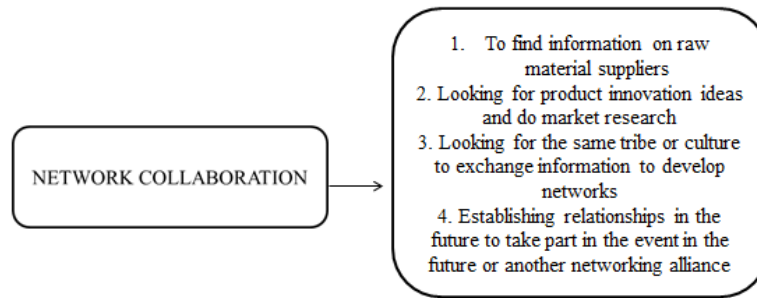 NETWORK COLLABORATION
1. To find information on raw
material suppliers
2. Looking for product innovation ideas
and do market research
3. Looking for the same tribe or culture
to exchange information to develop
networks
4. Establishing relationships in the
future to take part in the event in the
future or another networking alliance